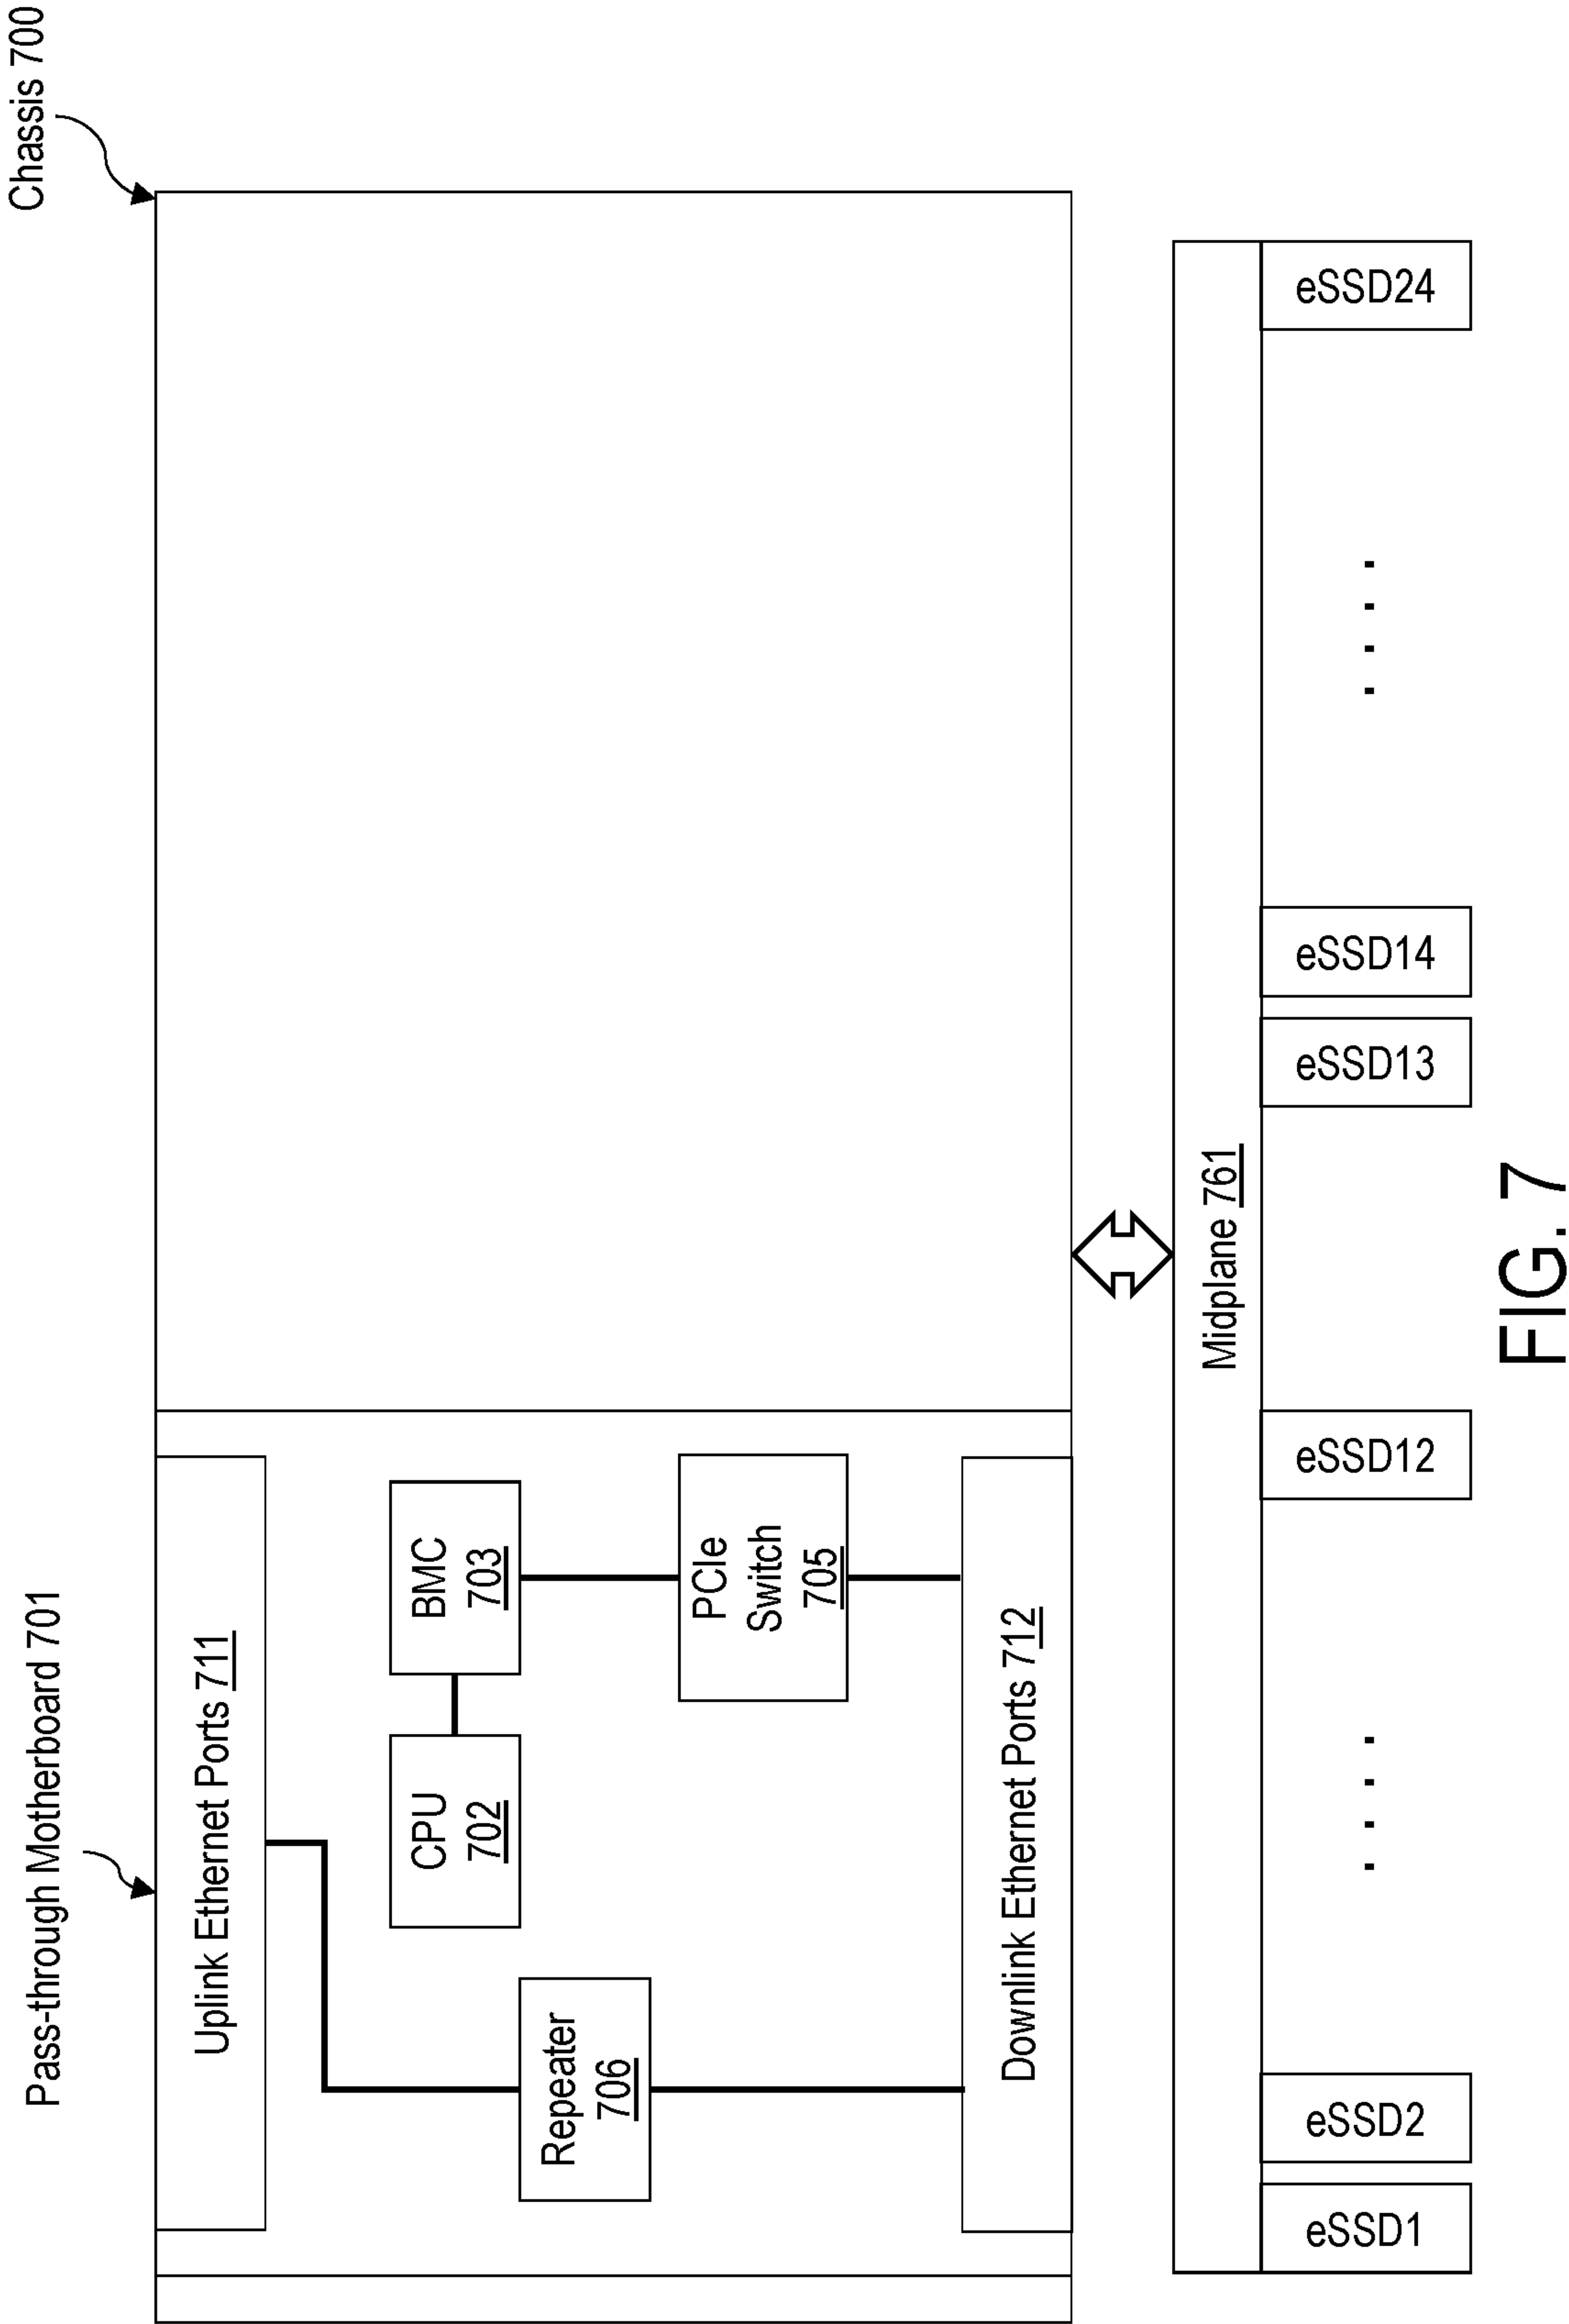 Pass-through Motherboard 701
Chassis 700
Uplink Ethernet Ports 711
CPU
702
BMC
703
Repeater
706
PCIe
Switch
705
Downlink Ethernet Ports 712
Midplane 761
eSSD1
eSSD2
. . . .
eSSD12
eSSD13
eSSD14
. . . .
eSSD24
FIG. 7